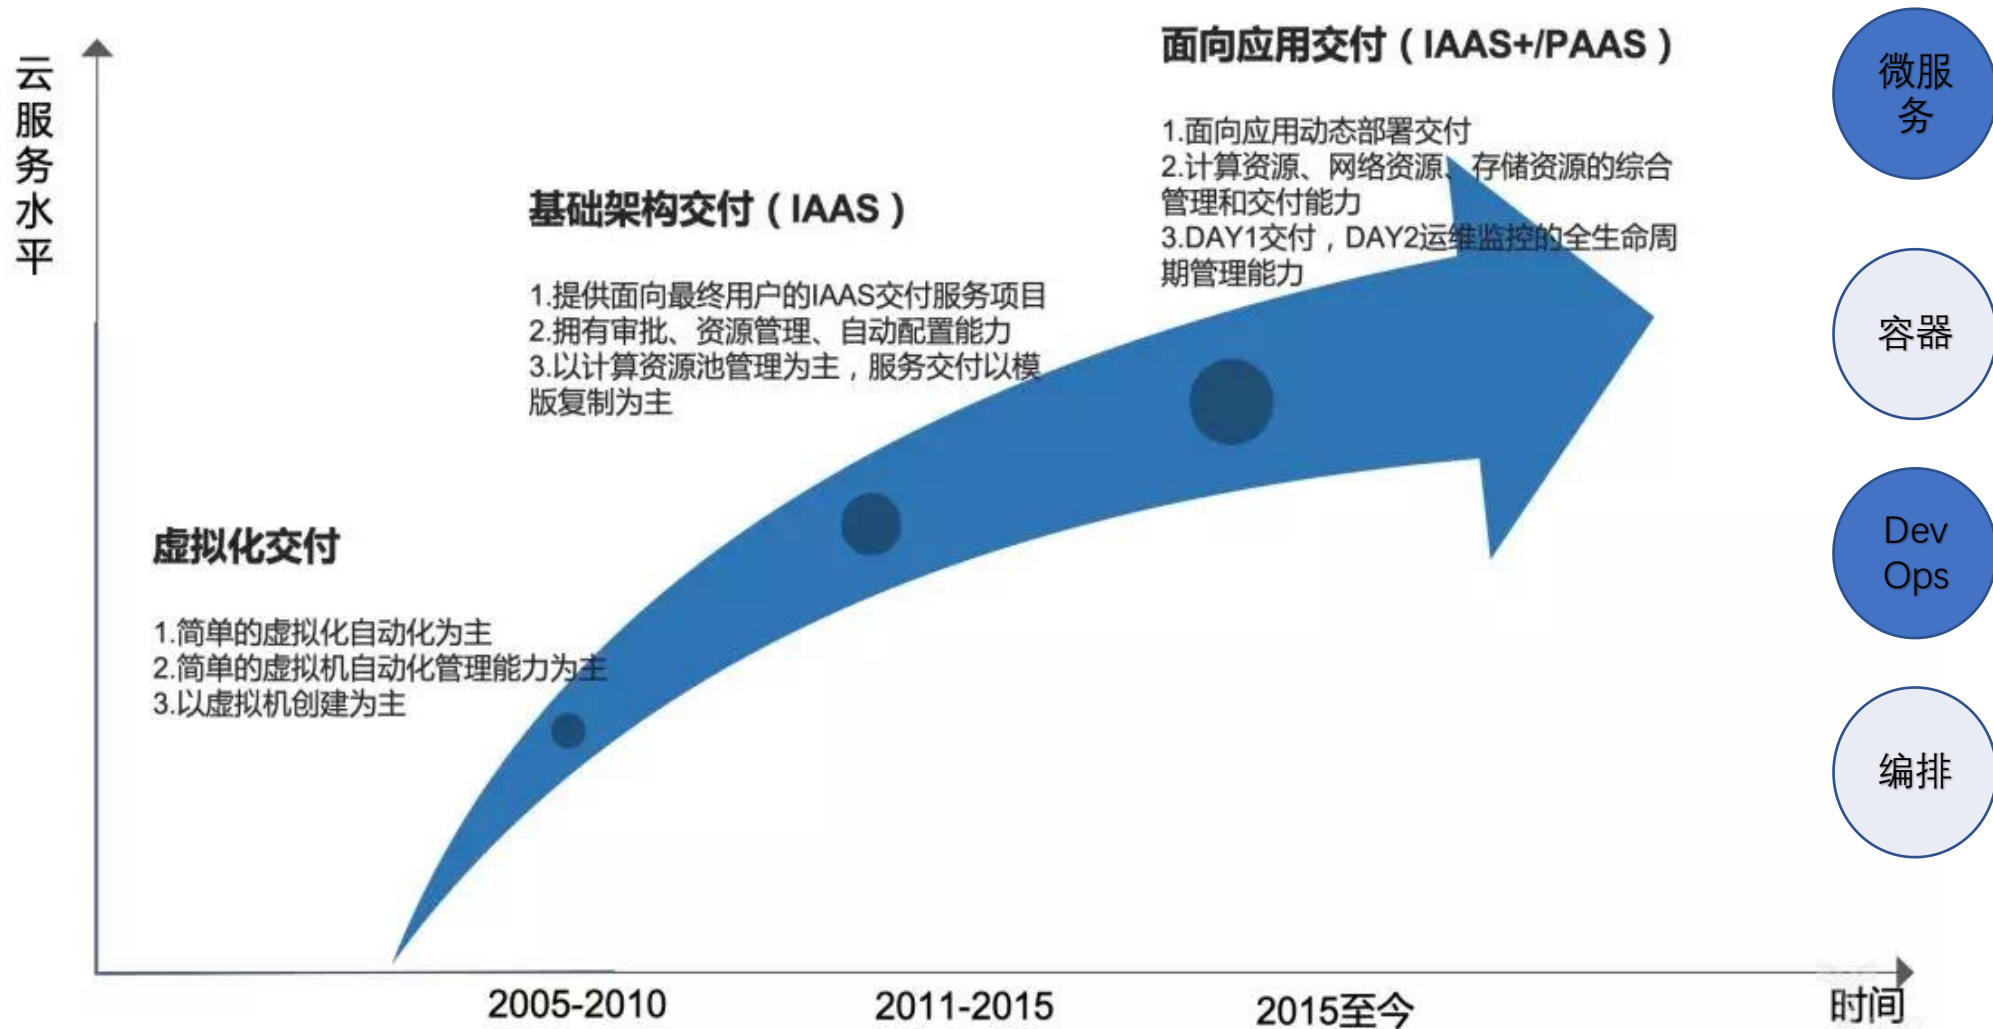 云服务水平
虚拟化交付
1.简单的虚拟化自动化为主
2.简单的虚拟机自动化管理能力为主
3.以虚拟机创建为主
基础架构交付（IAAS）
1.提供面向最终用户的IAAS交付服务项目
2.拥有审批、资源管理、自动配置能力
3.以计算资源池管理为主，服务交付以模
版复制为主
面向应用交付（IAAS+/PAAS）
1.面向应用动态部署交付
2.计算资源、网络资源、存储资源的综合
管理和交付能力
3.DAY1交付，DAY2运维监控的全生命周
期管理能力
微服
务
容器
Dev
Ops
编排
2005-2010
2011-2015
2015至今
时间